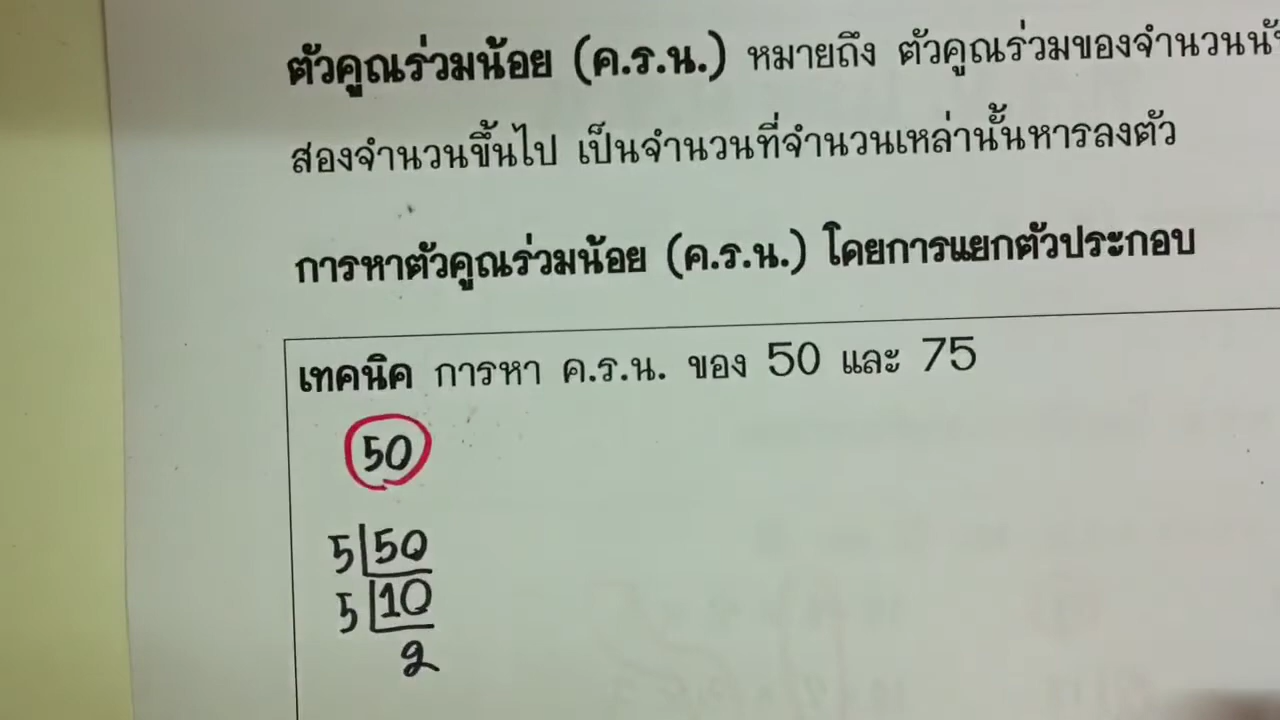 ตัวคูณร่วมน้อย (ค.ร.น.) หมายถึง ตัวคูณร่วมของจำนวนนับ
สองจำนวนขึ้นไป เป็นจำนวนที่จำนวนเหล่านั้นหารลงตัว
การหาตัวคูณร่วมน้อย (ค.ร.น.) โดยการแยกตัวประกอบ
เทคนิค การหา ค.ร.น. ของ 50 และ 75
50
5 50
5 10
2